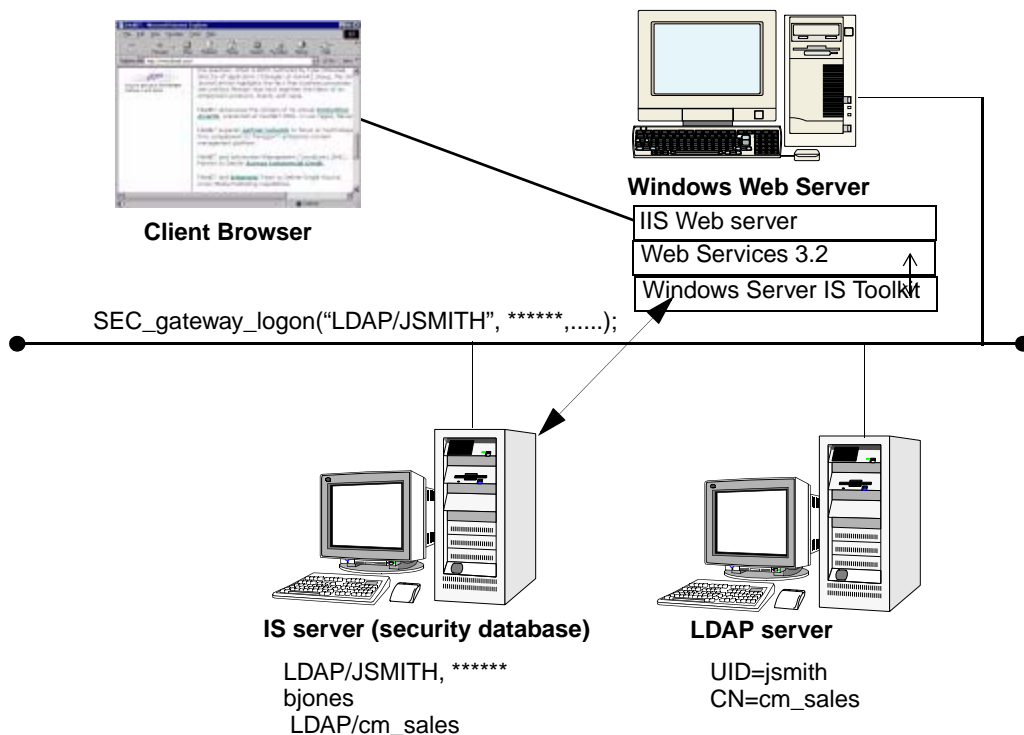 Client Browser
Windows Web Server
IIS Web server
Web Services 3.2
Windows Server IS Toolkit
SEC_gateway_logon(“LDAP/JSMITH”, ******,.....);
IS server (security database)
LDAP/JSMITH, ******
bjones
LDAP/cm_sales
LDAP server
UID=jsmith
CN=cm_sales